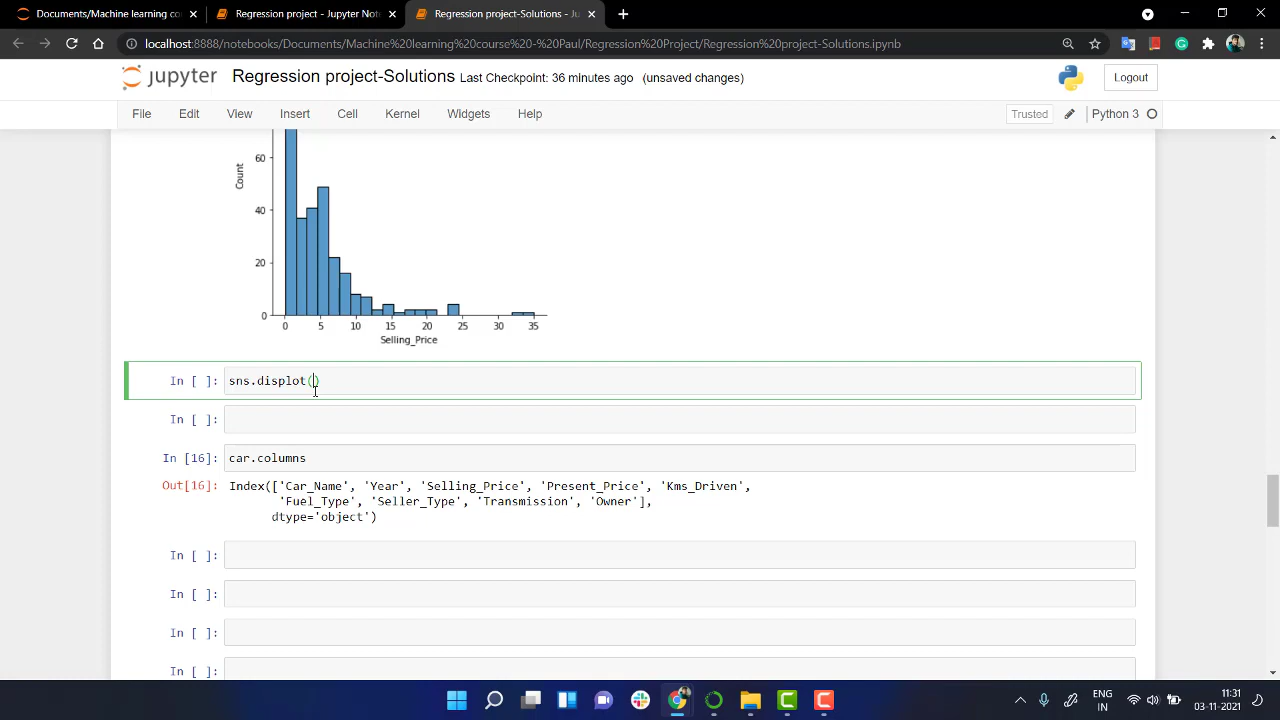 Documents/Machine learning co
Regression project - Jupyter Not
Regression project-Solutions - Ju
localhost:8888/notebooks/Documents/Machine%20learning%20course%20-%20Paul/Regression%20Project/Regression%20project-Solutions.ipynb
jupyter Regression project-Solutions Last Checkpoint: 36 minutes ago (unsaved changes)
Logout
File Edit View Insert Cell Kernel Widgets Help
Trusted
Python 3
60
40
20
0
Count
0 5 10 15 20 25 30 35
Selling_Price
In [ ]: sns.displot()
In [ ]:
In [16]: car.columns
Out[16]: Index(['Car_Name', 'Year', 'Selling_Price', 'Present_Price', 'Kms_Driven',
'Fuel_Type', 'Seller_Type', 'Transmission', 'Owner'],
dtype='object')
In [ ]:
In [ ]:
In [ ]:
In [ ]:
ENG
IN
11:31
03-11-2021